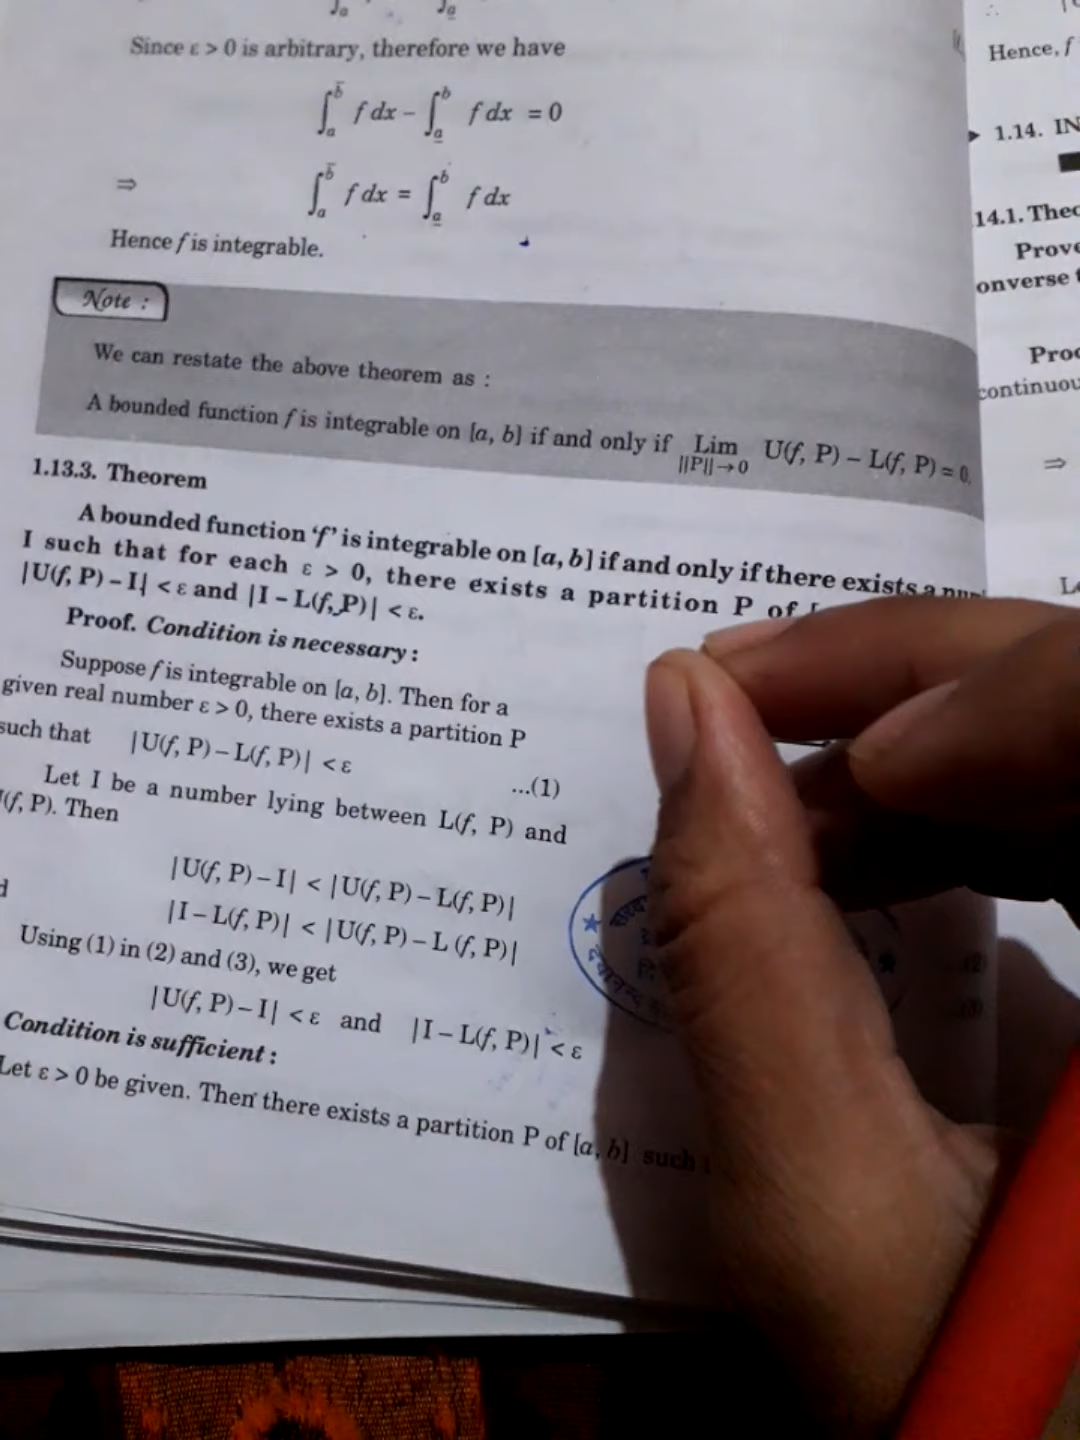 Since ε > 0 is arbitrary, therefore we have
∫ₐᵇ̄ f dx – ∫a̲ᵇ f dx = 0
⇒ ∫ₐᵇ̄ f dx = ∫a̲ᵇ f dx
Hence f is integrable.
Note :
We can restate the above theorem as :
A bounded function f is integrable on [a, b] if and only if Lim U(f, P) – L(f, P) = 0.
||P|| → 0
1.13.3. Theorem
A bounded function 'f' is integrable on [a, b] if and only if there exists a
I such that for each ε > 0, there exists a partition P of
|U(f, P) – I| < ε and |I – L(f, P)| < ε.
Proof. Condition is necessary :
Suppose f is integrable on [a, b]. Then for a
given real number ε > 0, there exists a partition P
such that |U(f, P) – L(f, P)| < ε ...(1)
Let I be a number lying between L(f, P) and
(f, P). Then
|U(f, P) – I| < |U(f, P) – L(f, P)|
|I – L(f, P)| < |U(f, P) – L (f, P)|
...(2)
...(3)
Using (1) in (2) and (3), we get
|U(f, P) – I| < ε and |I – L(f, P)| < ε
Condition is sufficient :
Let ε > 0 be given. Then there exists a partition P of [a, b] such
Hence, f
1.14. IN
14.1. Theo
Prove
onverse
Proo
continuou
⇒